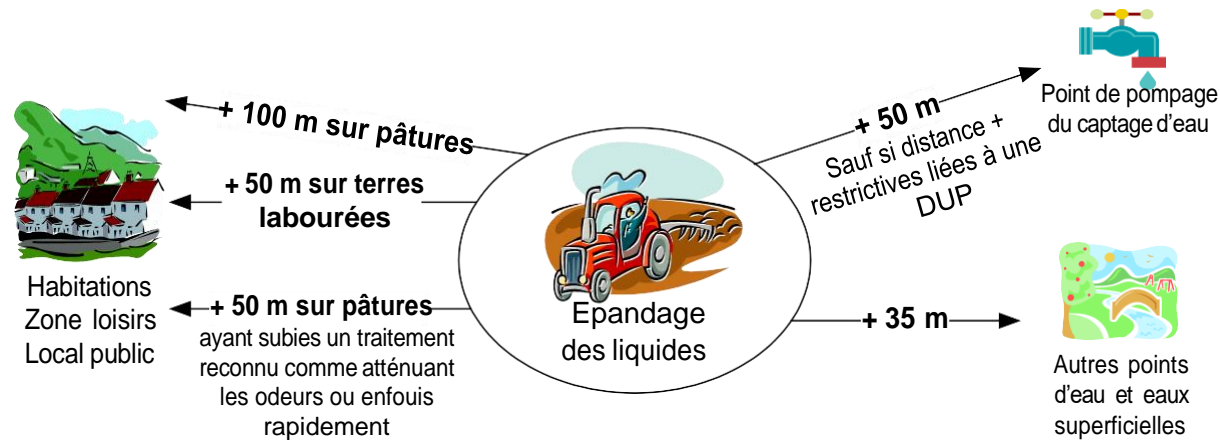 + 100 m sur pâtures
+ 50 m sur terres
labourées
+ 50 m sur pâtures
ayant subies un traitement
reconnu comme atténuant
les odeurs ou enfouis
rapidement
Habitations
Zone loisirs
Local public
Epandage
des liquides
+ 50 m
Sauf si distance +
restrictives liées à une
DUP
Point de pompage
du captage d'eau
+ 35 m
Autres points
d'eau et eaux
superficielles